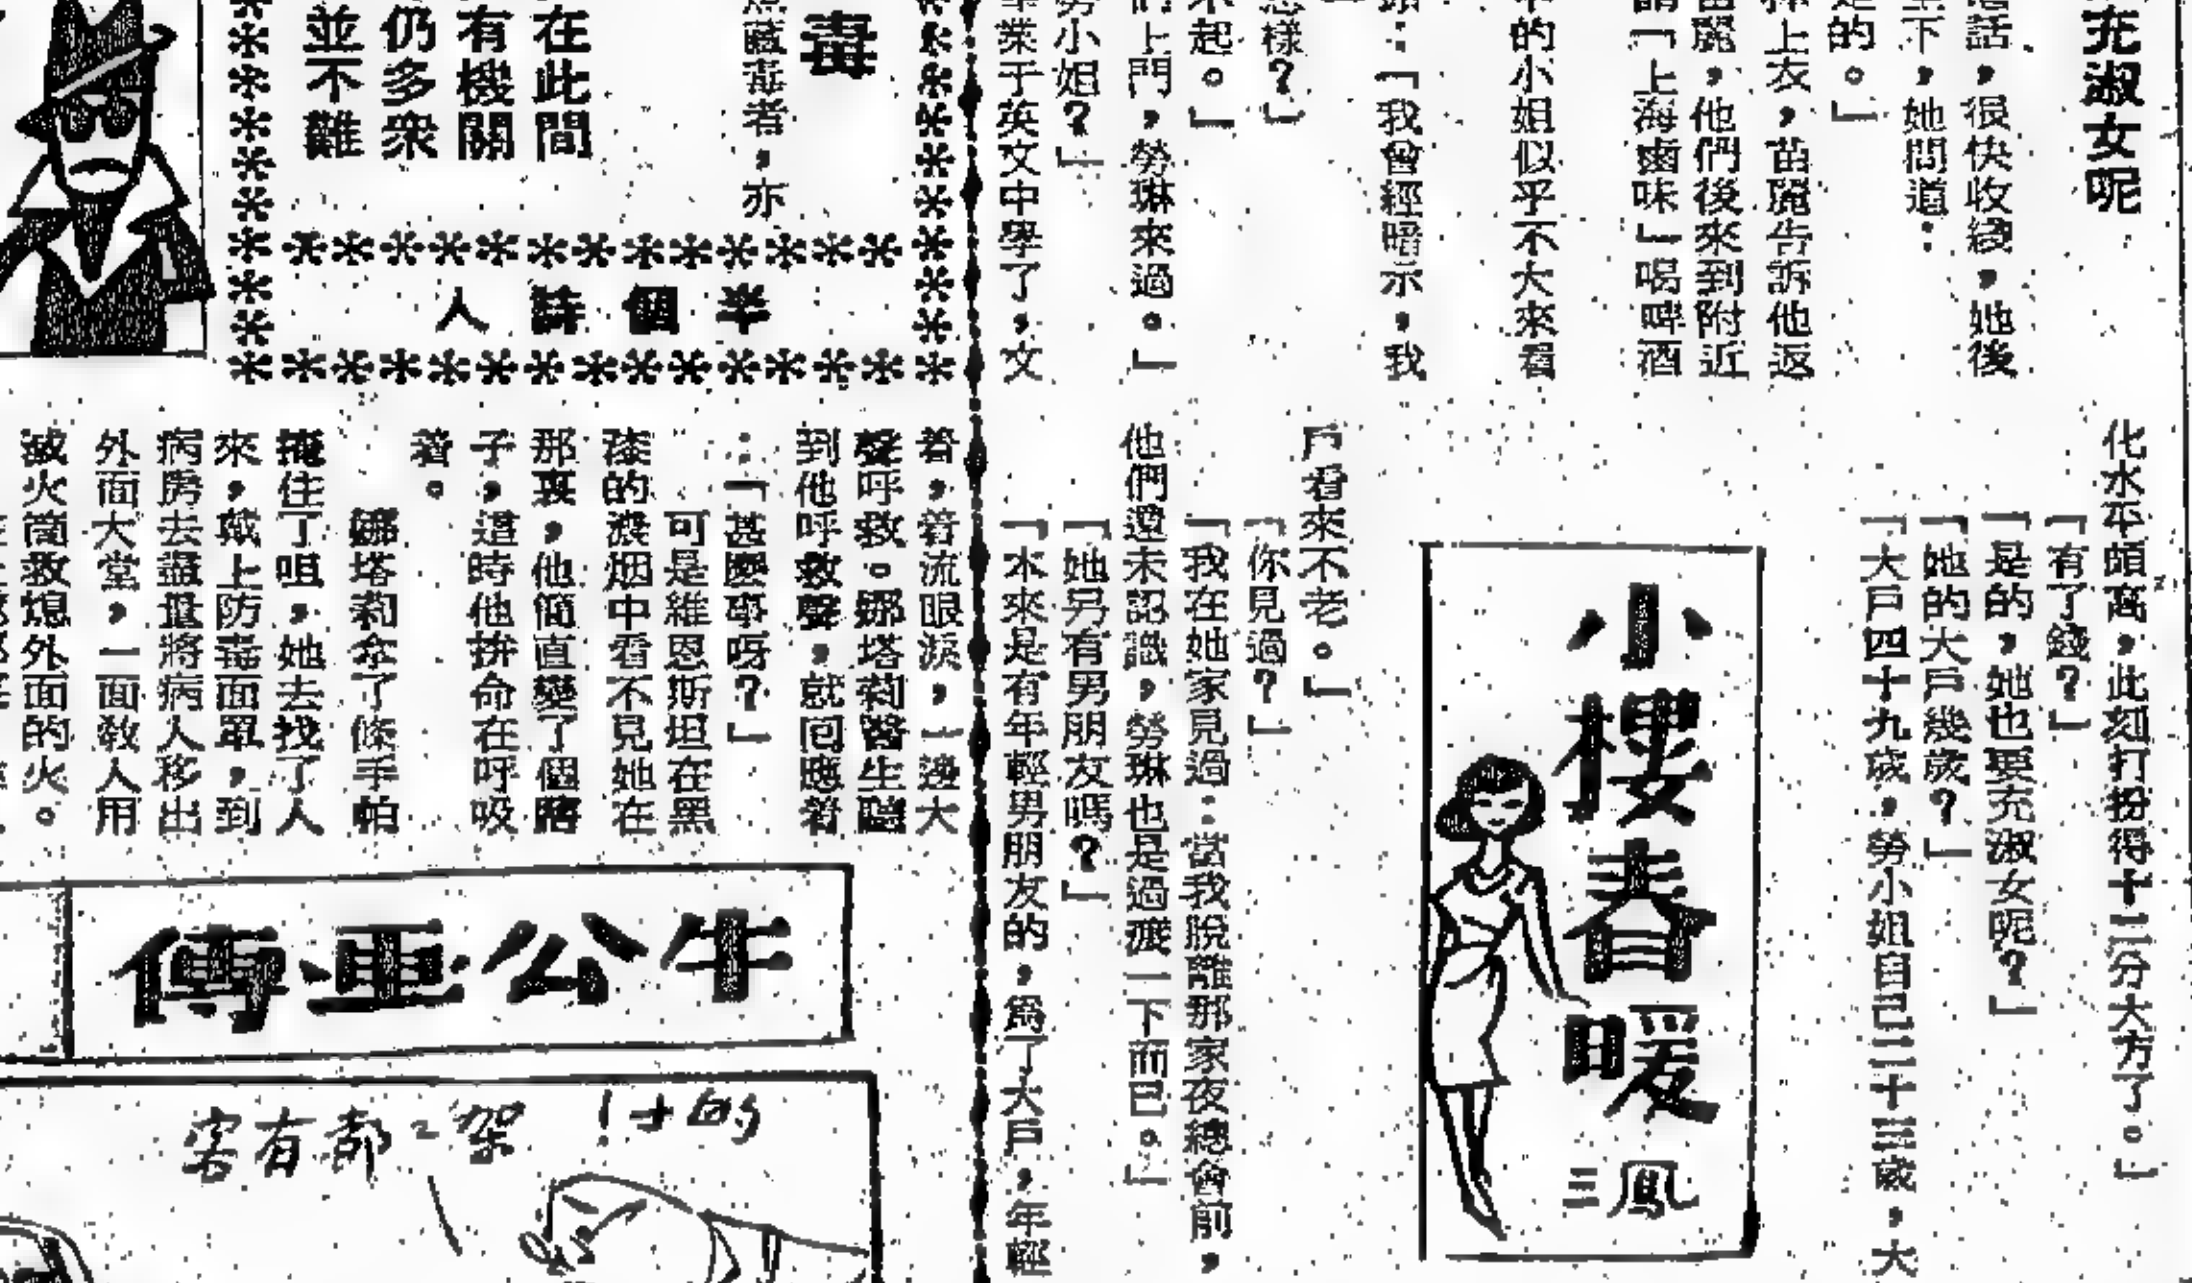 充淑女呢
話，很快收綫，她後
下，她問道：
的。」
上衣，苗麗告訴他返
麗，他們後來到附近
「上海鹵味」喝啤酒
的小姐似乎不大來看
：「我曾經暗示，我
樣？」
起。」
上門，勞琳來過。」
小姐？」
業于英文中學了，文
化水平頗高，此刻打扮得十二分大方了。」
「有了錢？」
「是的，她也要充淑女呢？」
「她的大戶幾歲？」
「大戶四十九歲，勞小姐自己二十三歲，大
小樓春暖
三鳳
戶看來不老。」
「你見過？」
「我在她家見過：當我脫離那家夜總會前，
他們還未認識，勞琳也是過渡一下而已。」
「她另有男朋友嗎？」
「本來是有年輕男朋友的，為了大戶，年輕
毒
藏毒者，亦
在此間
有機關
仍多衆
並不難
半個詩人
着，着流眼淚，一邊大
聲呼救。娜塔莉醫生聽
到他呼救聲，就回應着
：「甚麼事呀？」
可是維恩斯坦在黑
漆的濃烟中看不見她在
那裏，他簡直變了個瞎
子，這時他拚命在呼吸
着。
娜塔莉拿了條手帕
掩住了咀，她去找了人
來，戴上防毒面罩，到
病房去盡量將病人移出
外面大堂，一面教人用
滅火筒救熄外面的火。
牛公亞傳
的士！
架二都有客